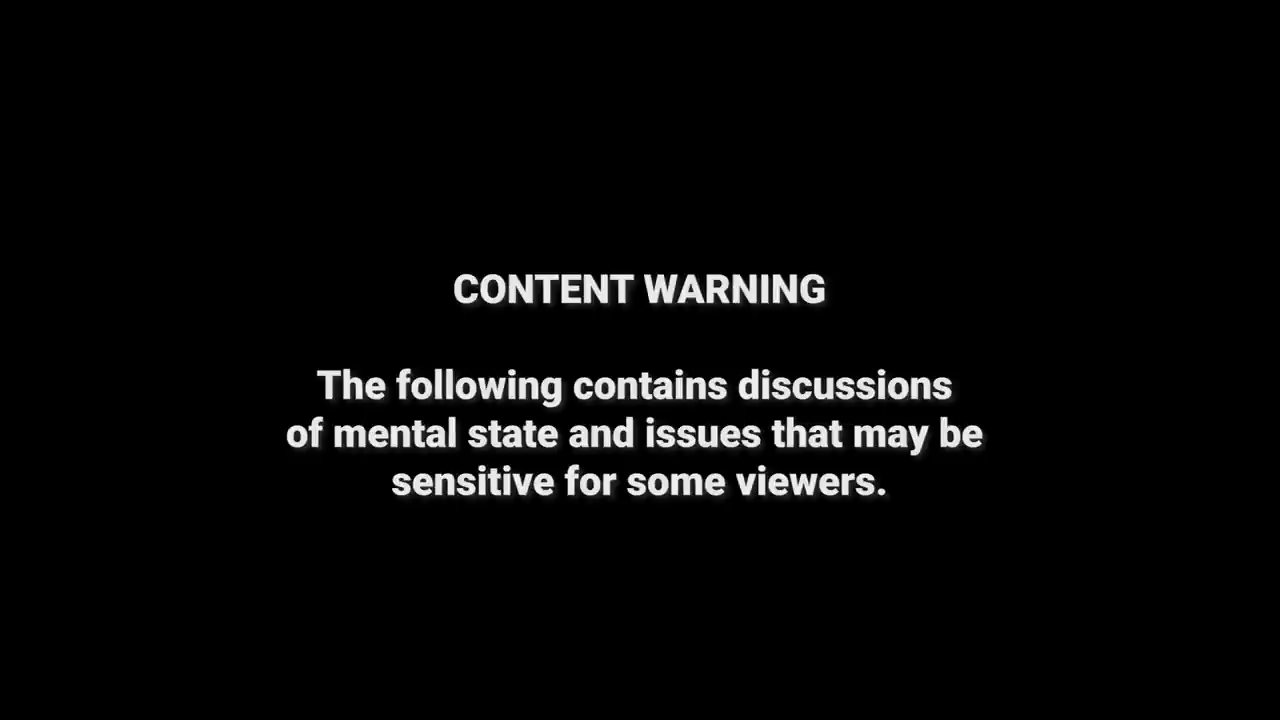 CONTENT WARNING
The following contains discussions
of mental state and issues that may be
sensitive for some viewers.